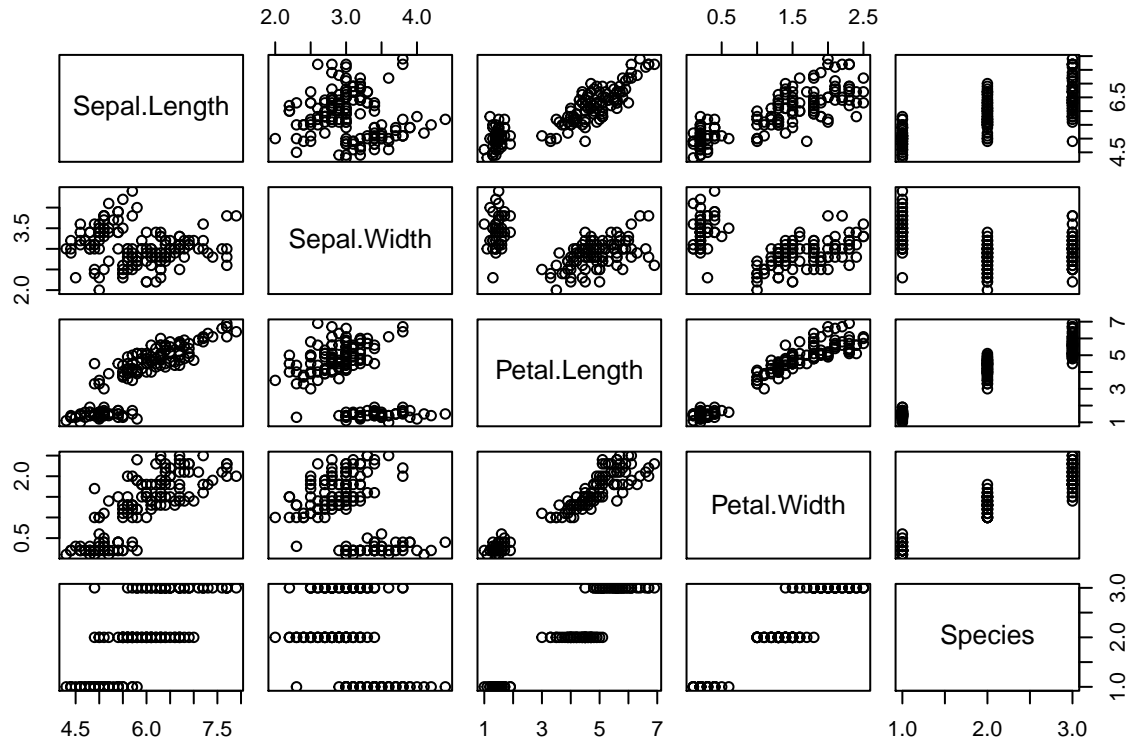 2.0 3.0 4.0
0.5 1.5 2.5
Sepal.Length
4.5 6.5
2.0 3.5
Sepal.Width
Petal.Length
1 3 5 7
0.5 2.0
Petal.Width
Species
1.0 2.0 3.0
4.5 6.0 7.5
1 3 5 7
1.0 2.0 3.0